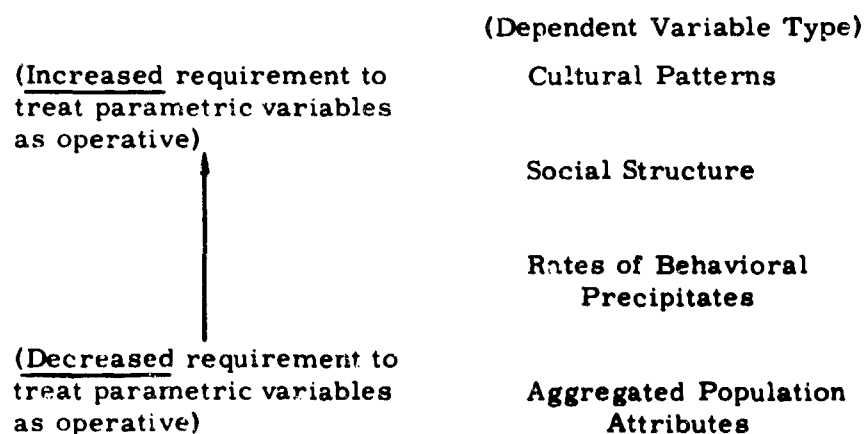 (Dependent Variable Type)
(Increased requirement to
treat parametric variables
as operative)
Cultural Patterns
Social Structure
Rates of Behavioral
Precipitates
(Decreased requirement to
treat parametric variables
as operative)
Aggregated Population
Attributes